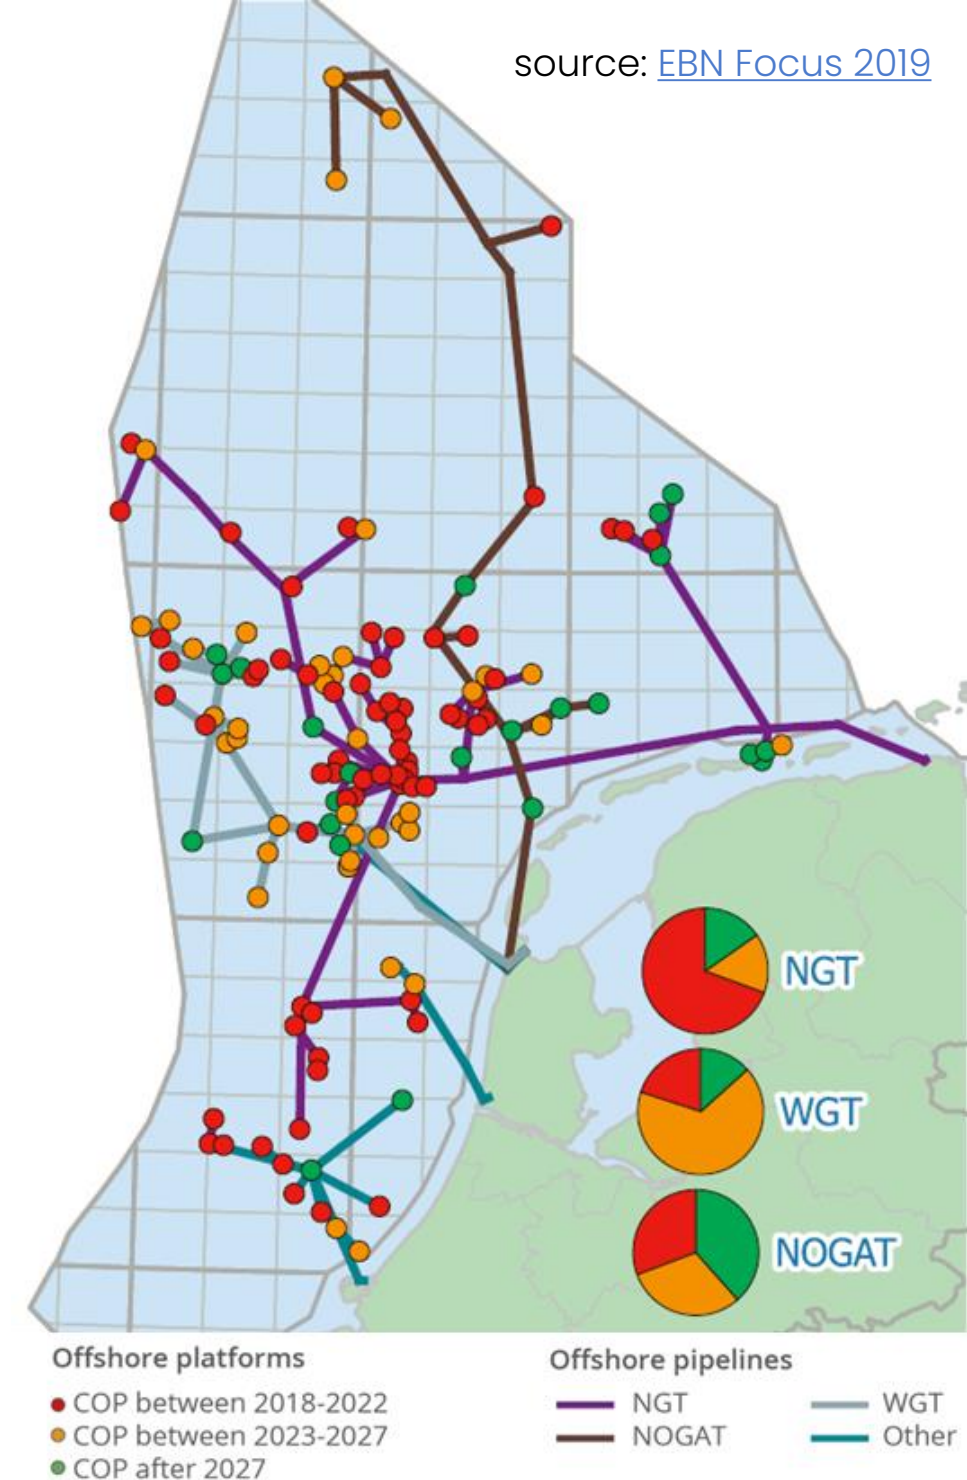 source: EBN Focus 2019
NGT
WGT
NOGAT
Offshore platforms
COP between 2018-2022
COP between 2023-2027
COP after 2027
Offshore pipelines
NGT
NOGAT
WGT
Other